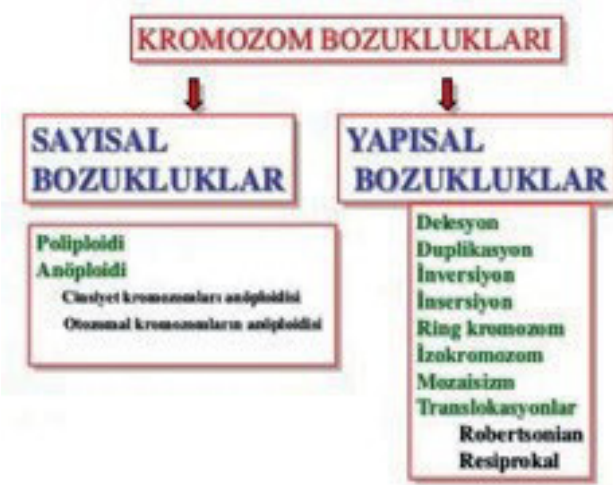 KROMOZOM BOZUKLUKLARI
SAYISAL
BOZUKLUKLAR
Poliploidi
Anöploidi
Cinsiyet kromozomları anöploidisi
Otozomal kromozomların anöploidisi
YAPISAL
BOZUKLUKLAR
Delesyon
Duplikasyon
İnversiyon
İnsersiyon
Ring kromozom
İzokromozom
Mozaisizm
Translokasyonlar
Robertsonian
Resiprokal